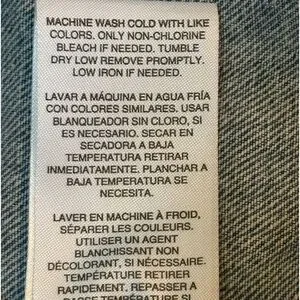 MACHINE WASH COLD WITH LIKE
COLORS. ONLY NON-CHLORINE
BLEACH IF NEEDED. TUMBLE
DRY LOW REMOVE PROMPTLY.
LOW IRON IF NEEDED.
LAVAR A MÁQUINA EN AGUA FRÍA
CON COLORES SIMILARES. USAR
BLANQUEADOR SIN CLORO, SI
ES NECESARIO. SECAR EN
SECADORA A BAJA
TEMPERATURA RETIRAR
INMEDIATAMENTE. PLANCHAR A
BAJA TEMPERATURA SE
NECESITA.
LAVER EN MACHINE À FROID,
SÉPARER LES COULEURS.
UTILISER UN AGENT
BLANCHISSANT NON
DÉCOLORANT, SI NÉCESSAIRE.
TEMPÉRATURE RETIRER
RAPIDEMENT. REPASSER A
BASSE TEMPÉRATURE SI